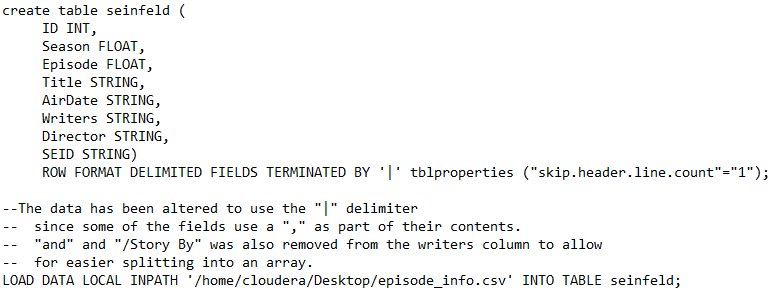 create table seinfeld (
ID INT,
Season FLOAT,
Episode FLOAT,
Title STRING,
AirDate STRING,
Writers STRING,
Director STRING,
SEID STRING)
ROW FORMAT DELIMITED FIELDS TERMINATED BY '|' tblproperties ("skip.header.line.count"="1");
--The data has been altered to use the "|" delimiter
-- since some of the fields use a "," as part of their contents.
-- "and" and "/Story By" was also removed from the writers column to allow
-- for easier splitting into an array.
LOAD DATA LOCAL INPATH '/home/cloudera/Desktop/episode_info.csv' INTO TABLE seinfeld;